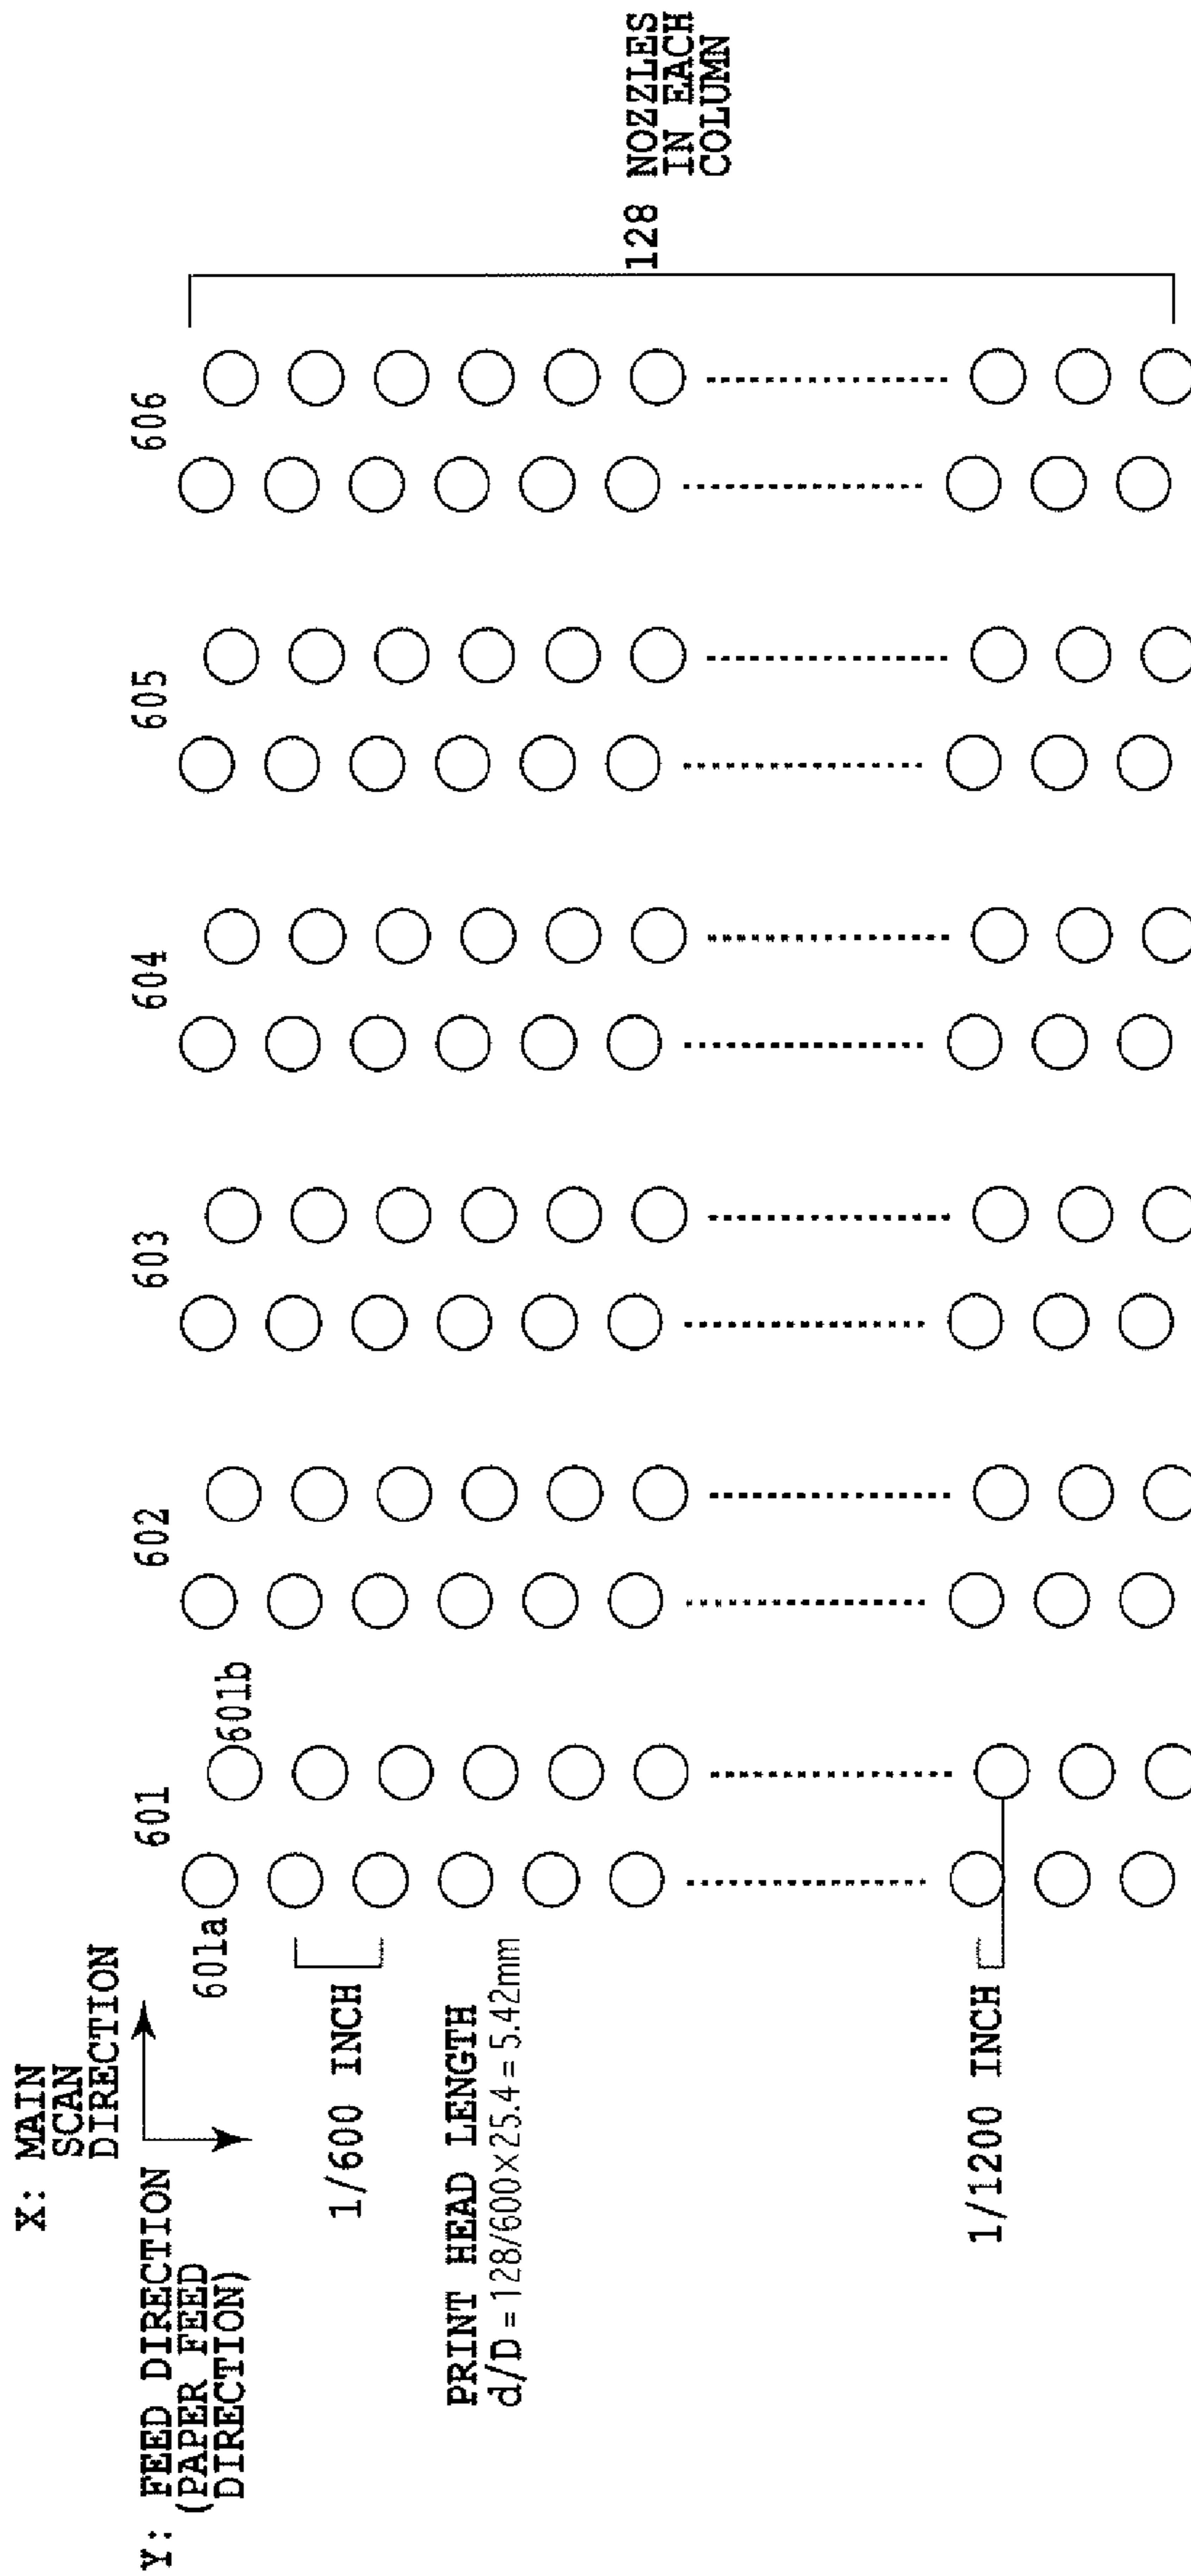 X: MAIN
SCAN
DIRECTION
Y: FEED DIRECTION
(PAPER FEED
DIRECTION)
601a
601
601b
602
603
604
605
606
1/600 INCH
PRINT HEAD LENGTH
d/D = 128/600×25.4 = 5.42mm
128 NOZZLES
IN EACH
COLUMN
1/1200 INCH